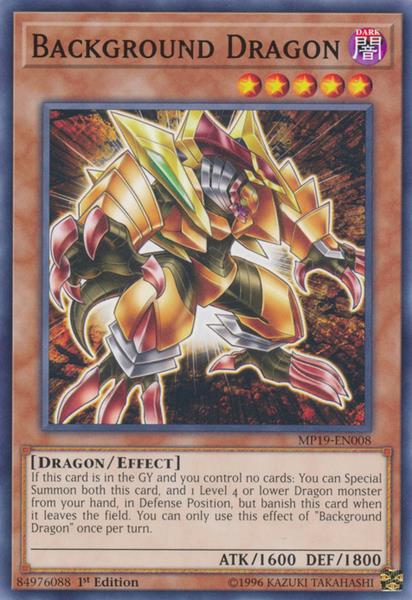 BACKGROUND DRAGON
DARK
闇
MP19-EN008
[DRAGON/EFFECT]
If this card is in the GY and you control no cards: You can Special
Summon both this card, and 1 Level 4 or lower Dragon monster
from your hand, in Defense Position, but banish this card when
it leaves the field. You can only use this effect of "Background
Dragon" once per turn.
ATK/1600 DEF/1800
84976088 1st Edition ©1996 KAZUKI TAKAHASHI